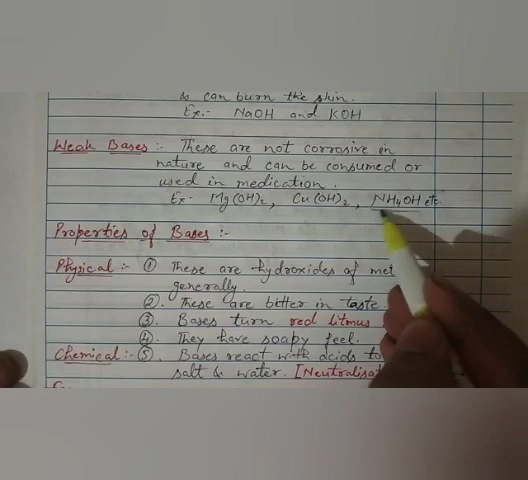 & can burn the skin.
Ex.- NaOH and KOH
Weak Bases :- These are not corrosive in
nature and can be consumed or
used in medication.
Ex- Mg(OH)2, Cu(OH)2, NH4OH etc
Properties of Bases :-
Physical :- ① These are hydroxides of met
generally.
②. These are bitter in taste.
③. Bases turn red litmus
④. They have soapy feel.
Chemical :- ⑤. Bases react with acids to
salt & water. [Neutralisat